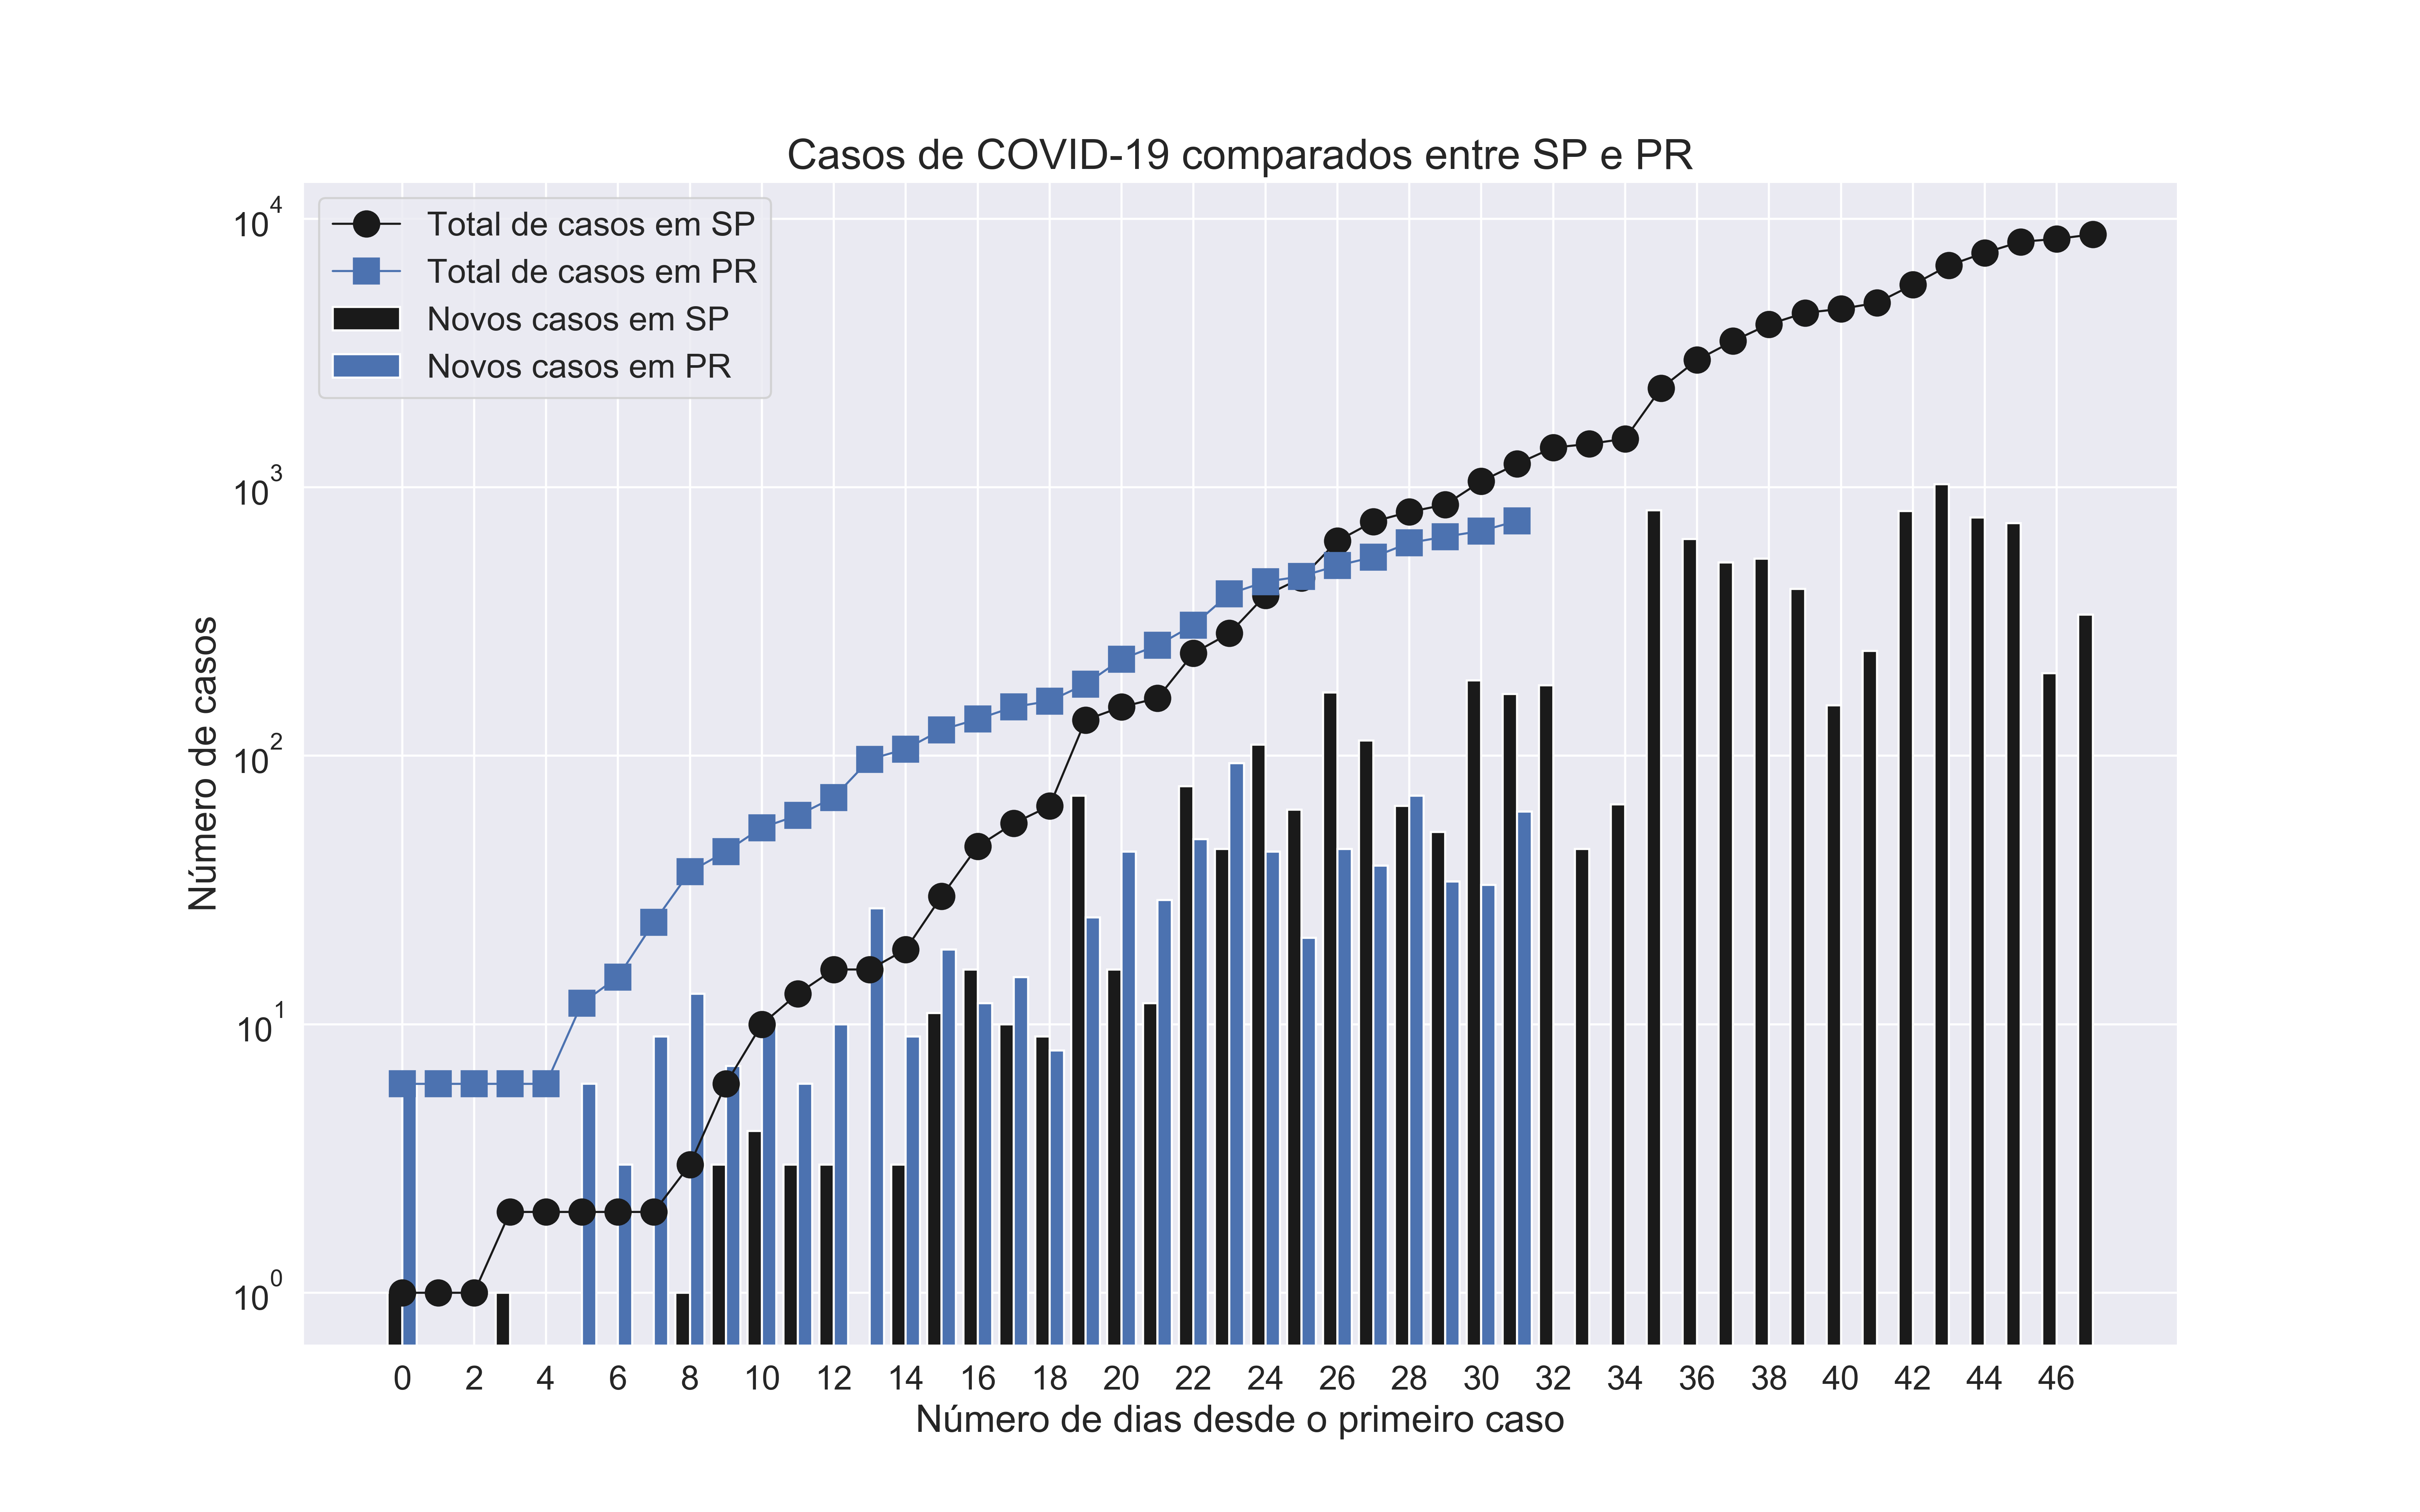 Casos de COVID-19 comparados entre SP e PR
Total de casos em SP
Total de casos em PR
Novos casos em SP
Novos casos em PR
Número de casos
10^4
10^3
10^2
10^1
10^0
0 2 4 6 8 10 12 14 16 18 20 22 24 26 28 30 32 34 36 38 40 42 44 46
Número de dias desde o primeiro caso